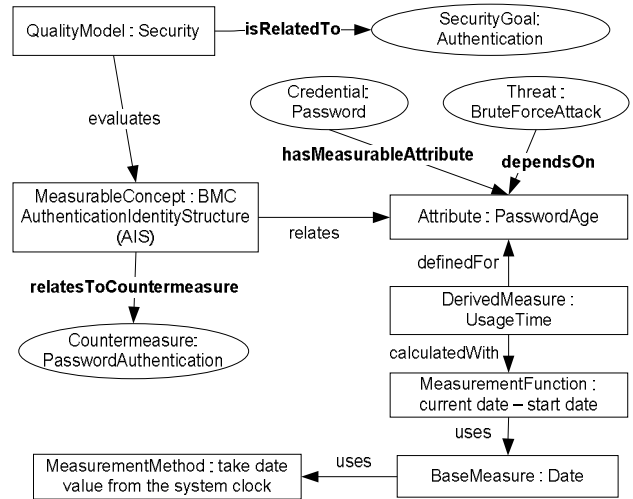 QualityModel : Security
isRelatedTo
SecurityGoal:
Authentication
Credential :
Password
Threat :
BruteForceAttack
evaluates
hasMeasurableAttribute
dependsOn
MeasurableConcept : BMC
AuthenticationIdentityStructure
(AIS)
relates
Attribute : PasswordAge
relatesToCountermeasure
definedFor
Countermeasure:
PasswordAuthentication
DerivedMeasure :
UsageTime
calculatedWith
MeasurementFunction :
current date – start date
uses
MeasurementMethod : take date
value from the system clock
uses
BaseMeasure : Date